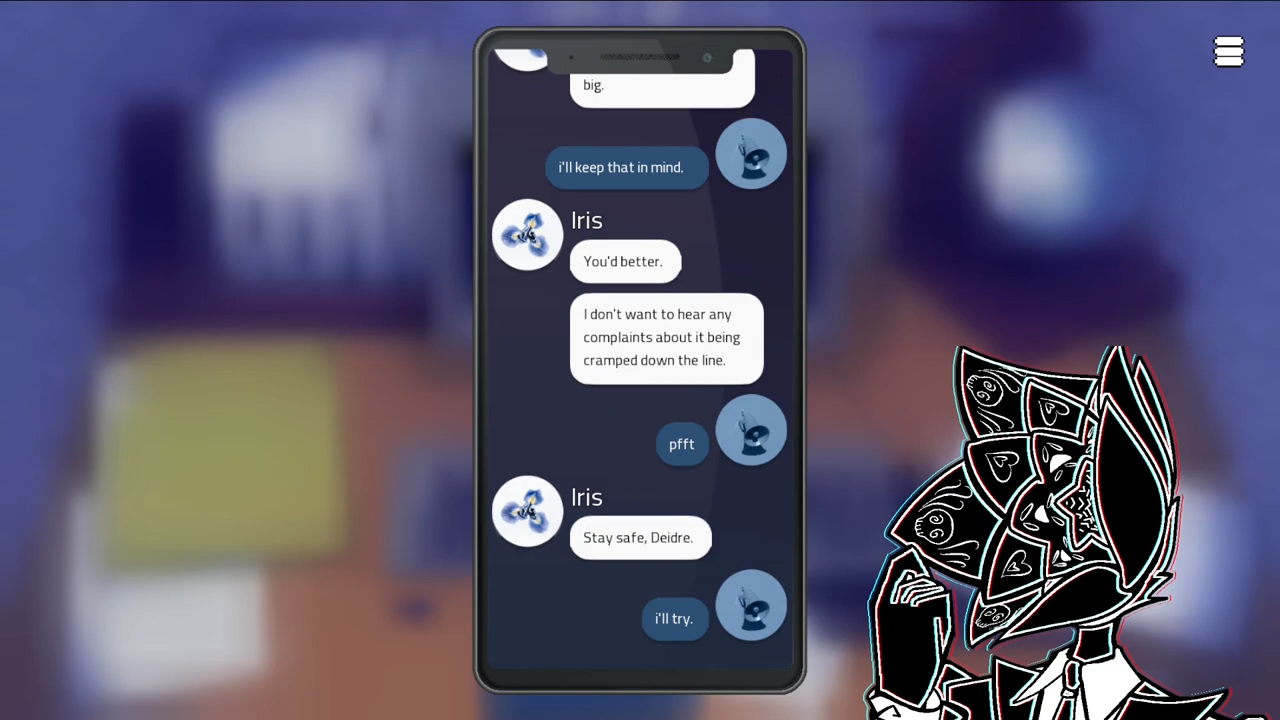 big.
i'll keep that in mind.
Iris
You'd better.
I don't want to hear any
complaints about it being
cramped down the line.
pfft
Iris
Stay safe, Deidre.
i'll try.